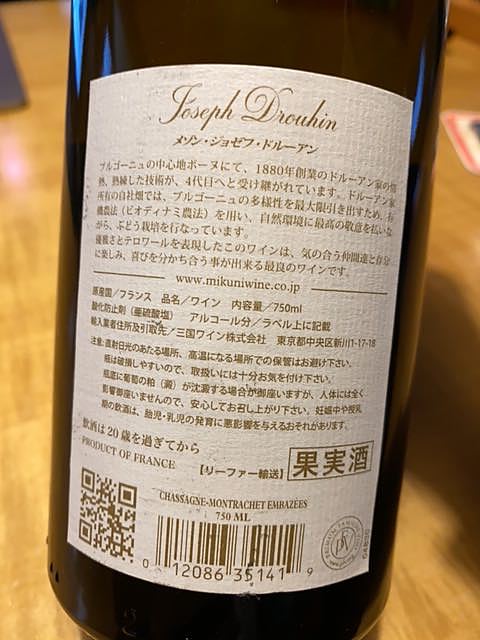 Joseph Drouhin
メゾン・ジョゼフ・ドルーアン
ブルゴーニュの中心地ボーヌにて、1880年創業のドルーアン家の情
熱、熟練した技術が、4代目へと受け継がれています。ドルーアン家
所有の自社畑では、ブルゴーニュの多様性を最大限引き出すため、有
機農法（ビオディナミ農法）を用い、自然環境に最高の敬意を払いな
がら、ぶどう栽培を行なっています。
優雅さとテロワールを表現したこのワインは、気の合う仲間達と存分
に楽しみ、喜びを分かち合う事が出来る最良のワインです。
www.mikuniwine.co.jp
原産国/フランス 品名/ワイン 内容量/750ml
酸化防止剤（亜硫酸塩） アルコール分/ラベル上に記載
輸入業者住所及び引取先/三国ワイン株式会社 東京都中央区新川1-17-18
注意:直射日光のあたる場所、高温になる場所での保管はお避け下さい。
瓶は破損しやすいので、取扱いには十分お気を付け下さい。
瓶底に葡萄の粕（澱）が沈澱する場合が御座いますが、人体には全く
影響御座いませんので、安心してお召し上がり下さい。妊娠中や授乳
期の飲酒は、胎児・乳児の発育に悪影響を与えるおそれがあります。
飲酒は20歳を過ぎてから
PRODUCT OF FRANCE
【リーファー輸送】
果実酒
CHASSAGNE-MONTRACHET EMBAZÉES
750 ML
0 12086 35141 9